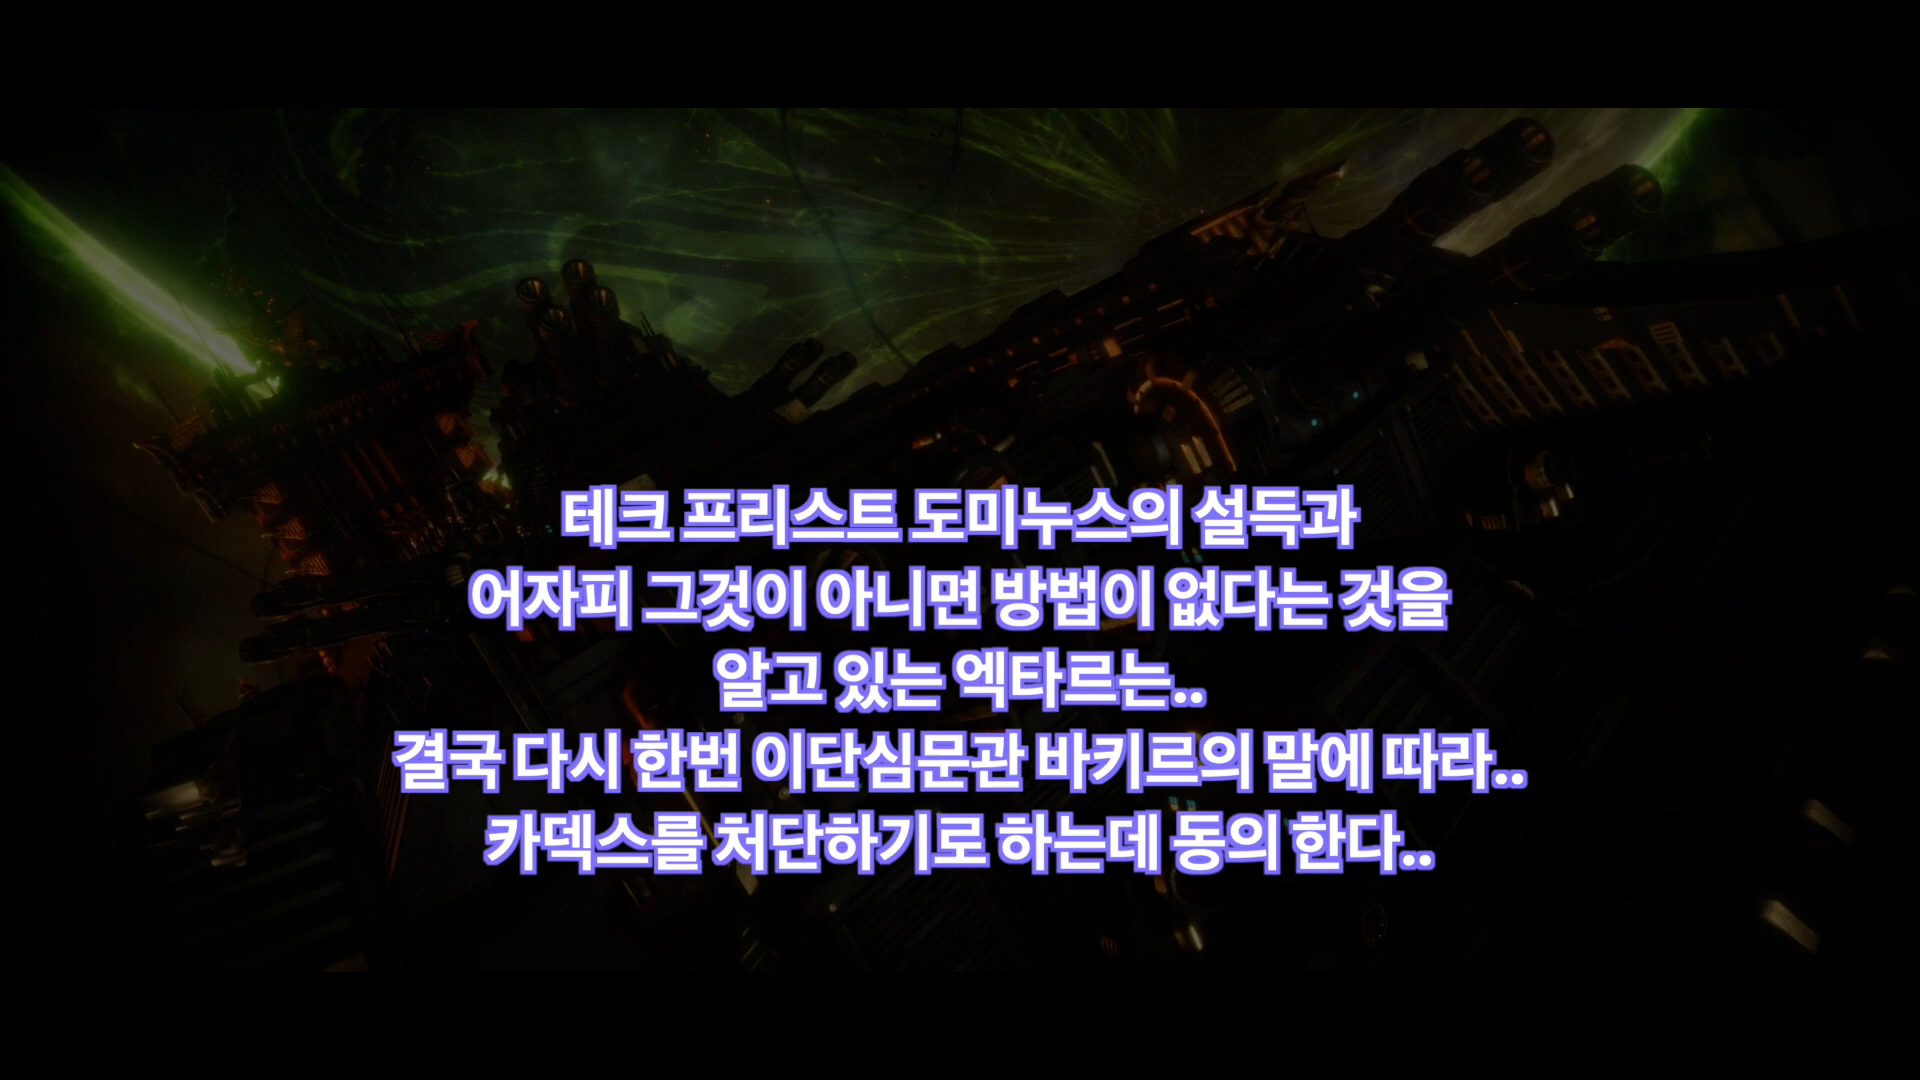 테크 프리스트 도미누스의 설득과
어자피 그것이 아니면 방법이 없다는 것을
알고 있는 엑타르는..
결국 다시 한번 이단심문관 바키르의 말에 따라..
카덱스를 처단하기로 하는데 동의 한다..